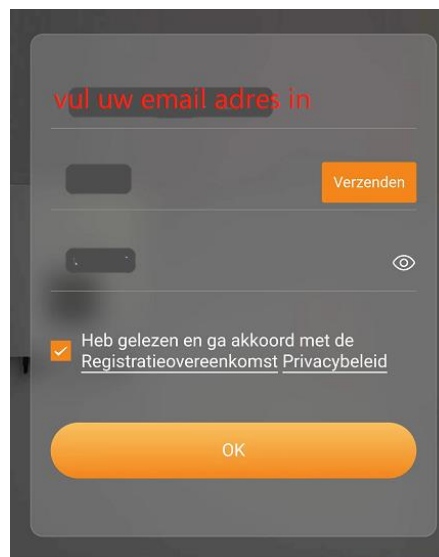 vul uw email adres in
Verzenden
Heb gelezen en ga akkoord met de
Registratieovereenkomst Privacybeleid
OK